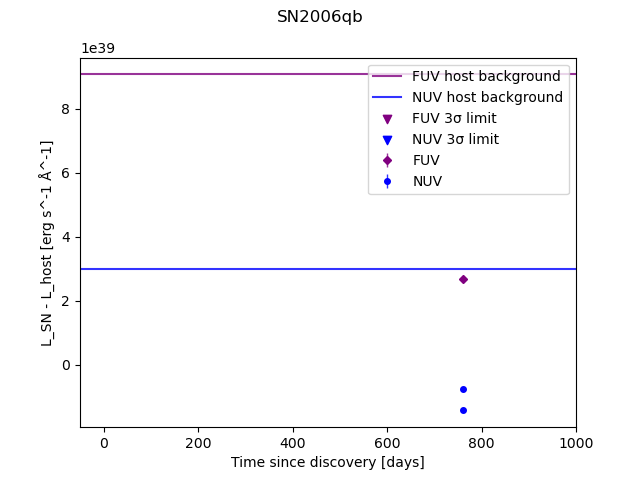 SN2006qb
1e39
FUV host background
NUV host background
FUV 3σ limit
NUV 3σ limit
FUV
NUV
8
6
4
2
0
L_SN - L_host [erg s^-1 Å^-1]
0 200 400 600 800 1000
Time since discovery [days]